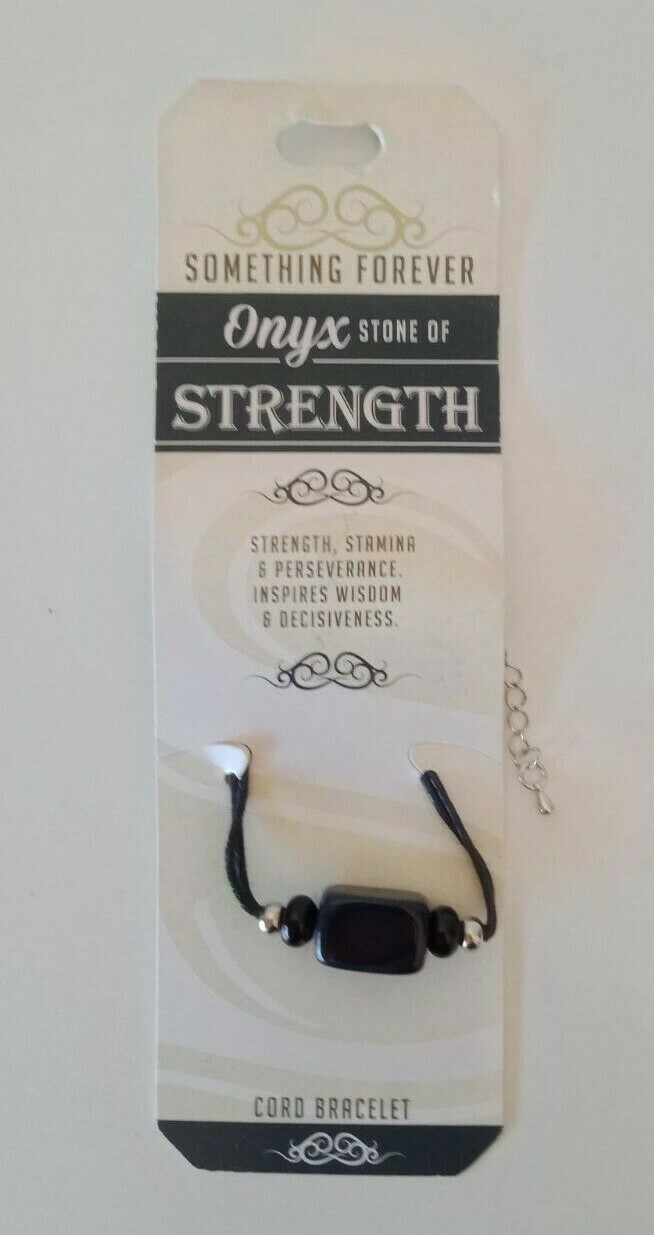 SOMETHING FOREVER
Onyx STONE OF
STRENGTH
STRENGTH, STAMINA
& PERSEVERANCE.
INSPIRES WISDOM
& DECISIVENESS.
CORD BRACELET